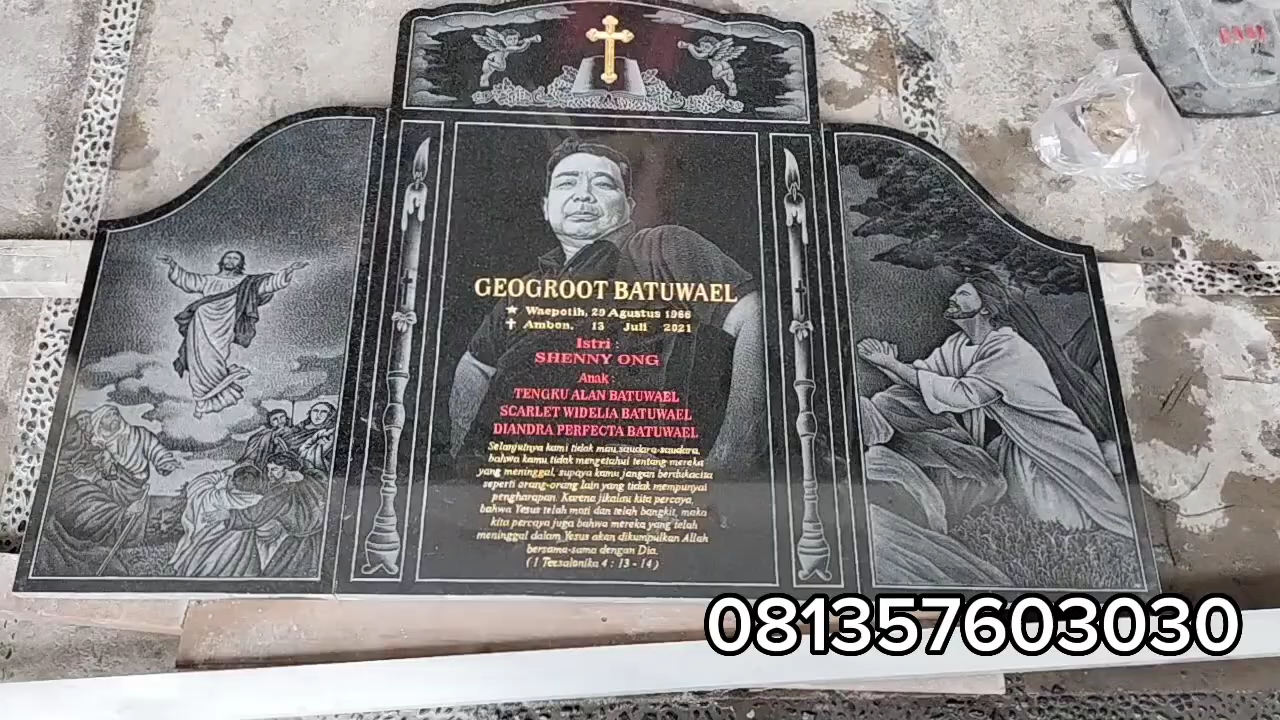 GEOGROOT BATUWAEL
Waepotih, 29 Agustus 1966
Ambon, 13 Juli 2021
Istri :
SHENNY ONG
Anak :
TENGKU ALAN BATUWAEL
SCARLET WIDELIA BATUWAEL
DIANDRA PERFECTA BATUWAEL
Selanjutnya kami tidak mau, saudara-saudara,
bahwa kamu tidak mengetahui tentang mereka
yang meninggal, supaya kamu jangan berdukacita
seperti orang-orang lain yang tidak mempunyai
pengharapan. Karena jikalau kita percaya,
bahwa Yesus telah mati dan telah bangkit, maka
kita percaya juga bahwa mereka yang telah
meninggal dalam Yesus akan dikumpulkan Allah
bersama-sama dengan Dia.
( I Tesalonika 4 : 13 - 14 )
081357603030